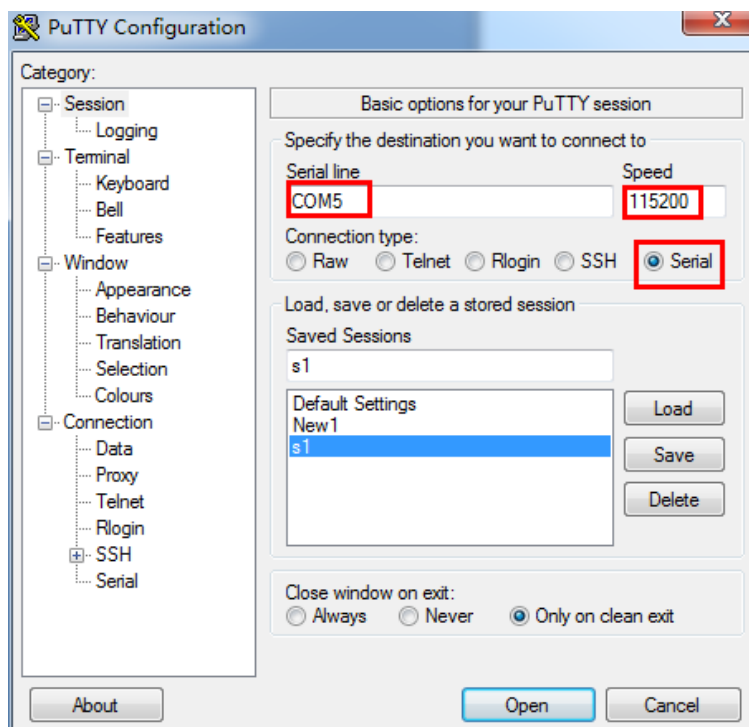 PuTTY Configuration
X
Category:
Session
Logging
Terminal
Keyboard
Bell
Features
Window
Appearance
Behaviour
Translation
Selection
Colours
Connection
Data
Proxy
Telnet
Rlogin
SSH
Serial
Basic options for your PuTTY session
Specify the destination you want to connect to
Serial line Speed
COM5 115200
Connection type:
Raw Telnet Rlogin SSH Serial
Load, save or delete a stored session
Saved Sessions
s1
Default Settings
New1
s1
Load
Save
Delete
Close window on exit:
Always Never Only on clean exit
About Open Cancel